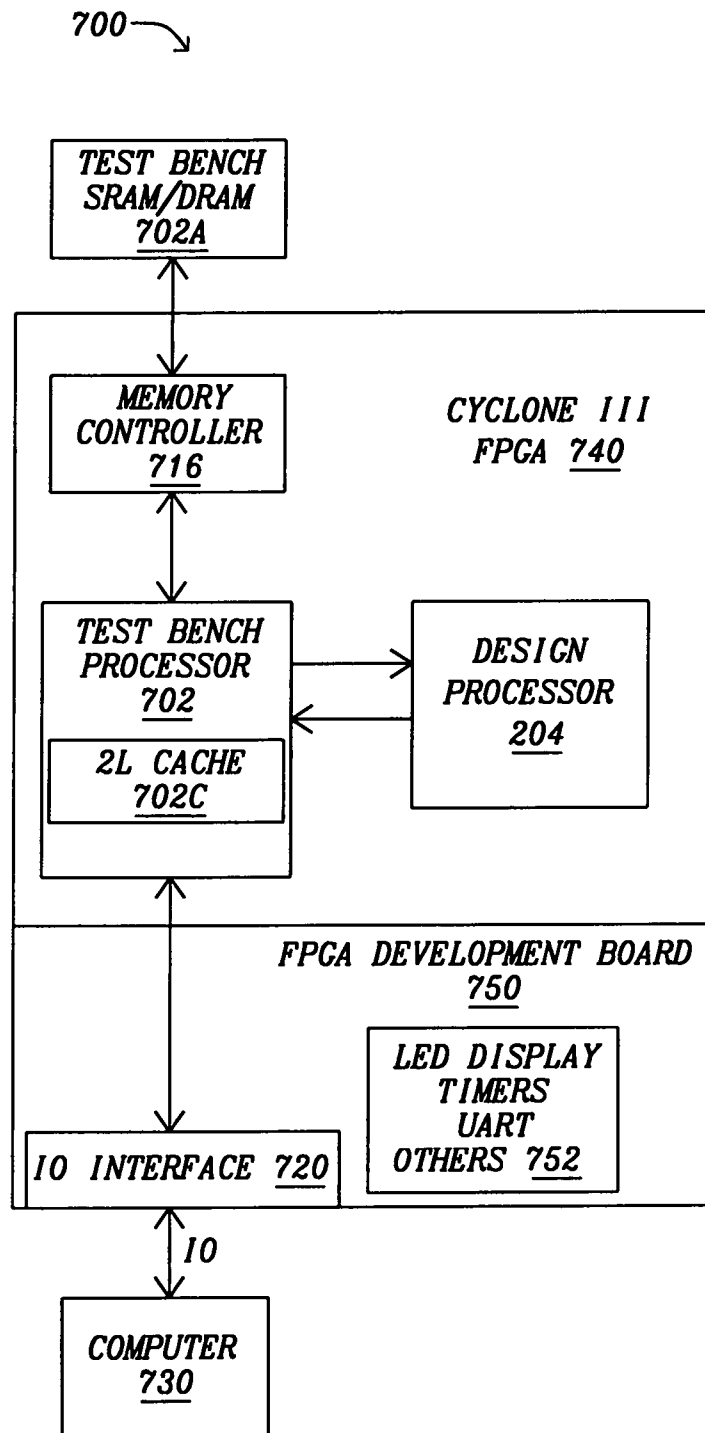 700
TEST BENCH
SRAM/DRAM
702A
MEMORY
CONTROLLER
716
CYCLONE III
FPGA 740
TEST BENCH
PROCESSOR
702
2L CACHE
702C
DESIGN
PROCESSOR
204
FPGA DEVELOPMENT BOARD
750
LED DISPLAY
TIMERS
UART
OTHERS 752
IO INTERFACE 720
IO
COMPUTER
730